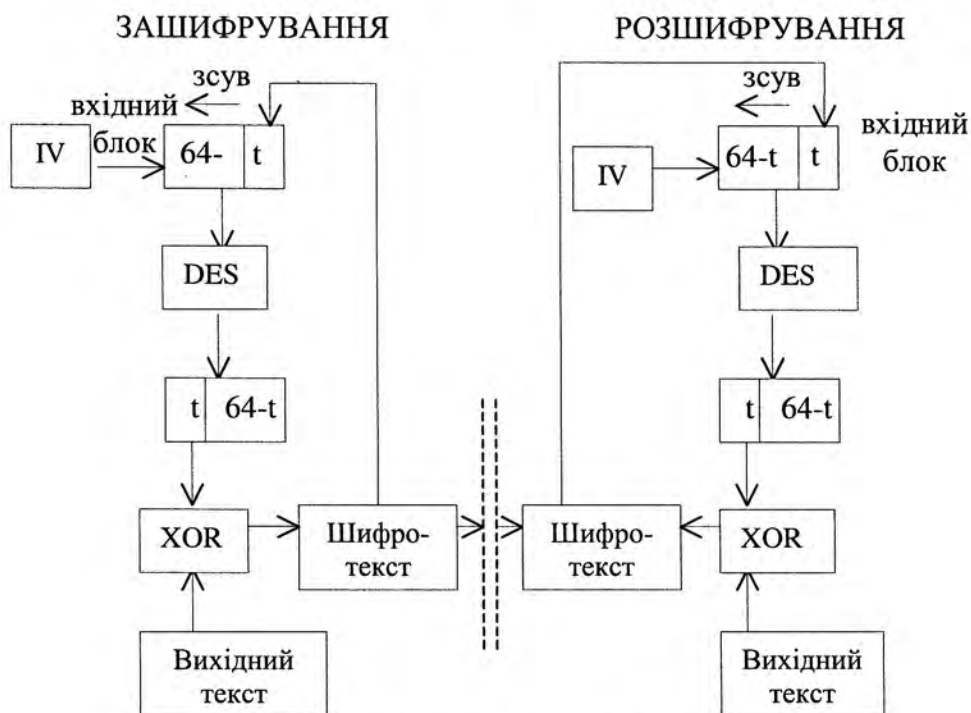 ЗАШИФРУВАННЯ
зсув
вхідний
блок
IV
64-
t
DES
t
64-t
XOR
Шифро-
текст
Вихідний
текст
РОЗШИФРУВАННЯ
зсув
вхідний
блок
IV
64-t
t
DES
t
64-t
Шифро-
текст
XOR
Вихідний
текст